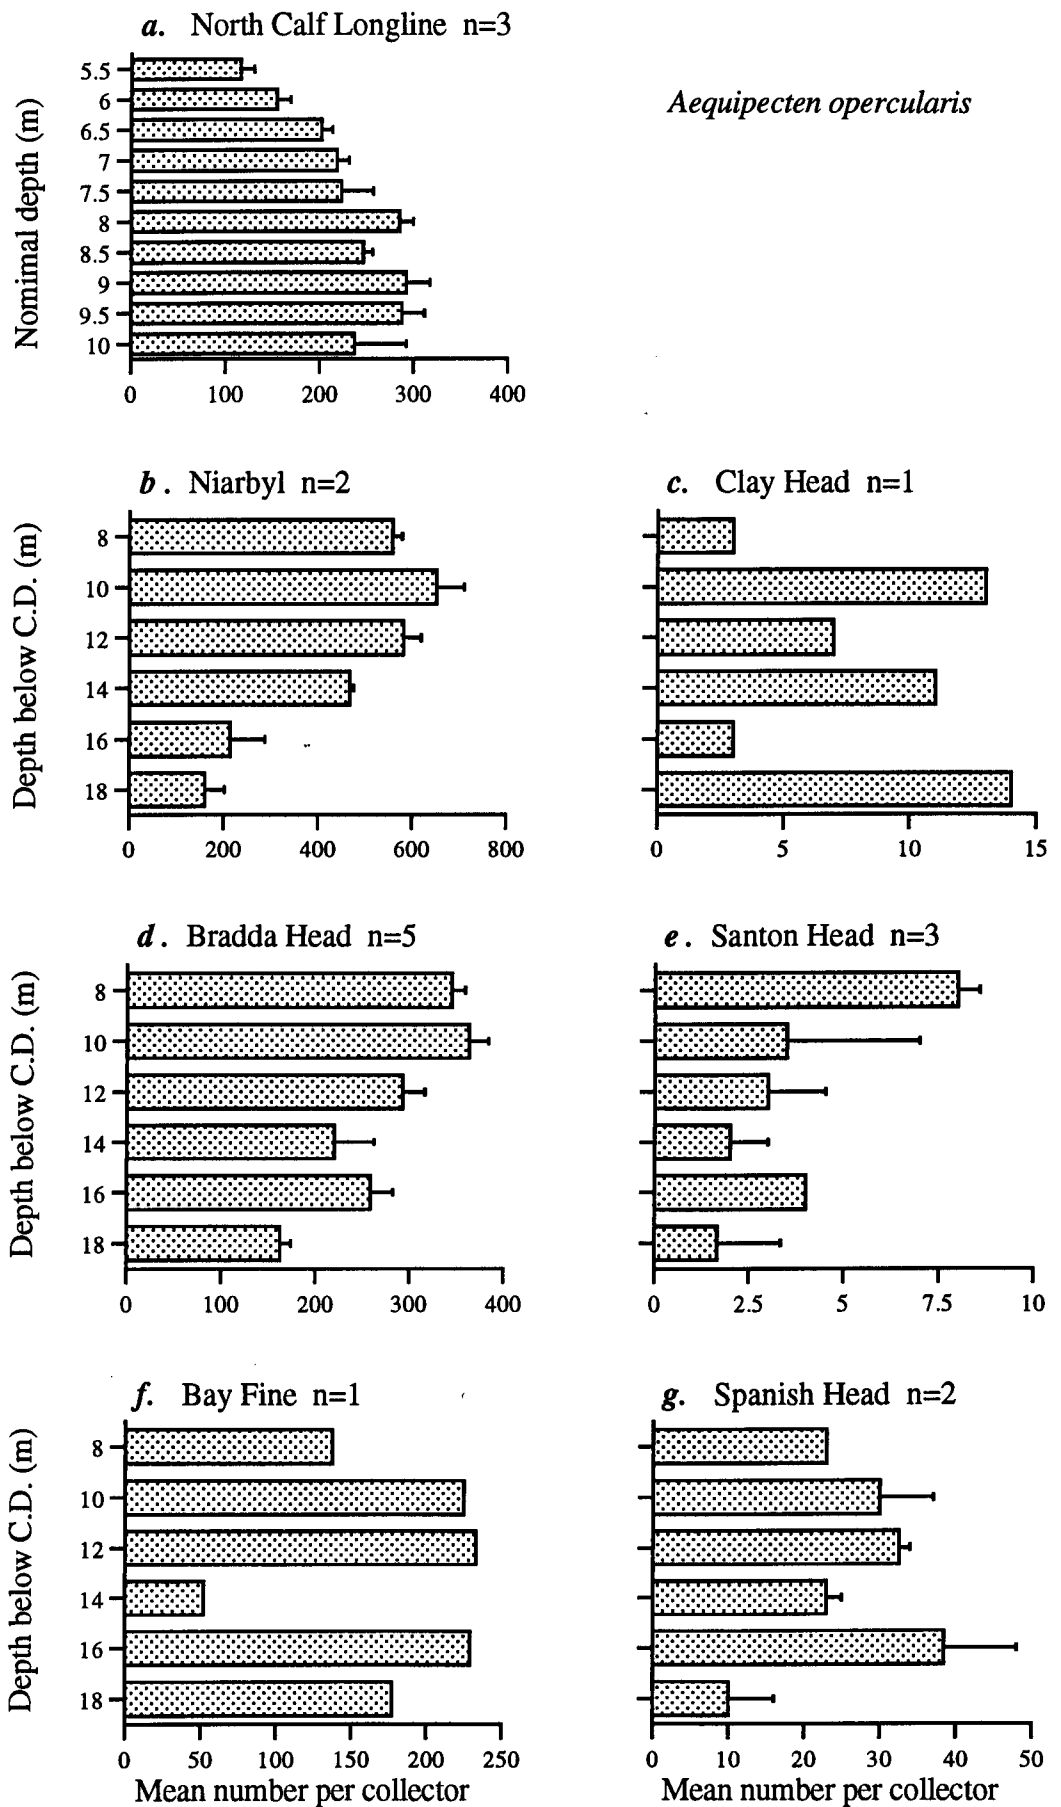 a. North Calf Longline n=3
Aequipecten opercularis
Nomimal depth (m)
5.5
6
6.5
7
7.5
8
8.5
9
9.5
10
0 100 200 300 400
b. Niarbyl n=2
Depth below C.D. (m)
8
10
12
14
16
18
0 200 400 600 800
c. Clay Head n=1
0 5 10 15
d. Bradda Head n=5
Depth below C.D. (m)
8
10
12
14
16
18
0 100 200 300 400
e. Santon Head n=3
0 2.5 5 7.5 10
f. Bay Fine n=1
Depth below C.D. (m)
8
10
12
14
16
18
0 50 100 150 200 250
Mean number per collector
g. Spanish Head n=2
0 10 20 30 40 50
Mean number per collector